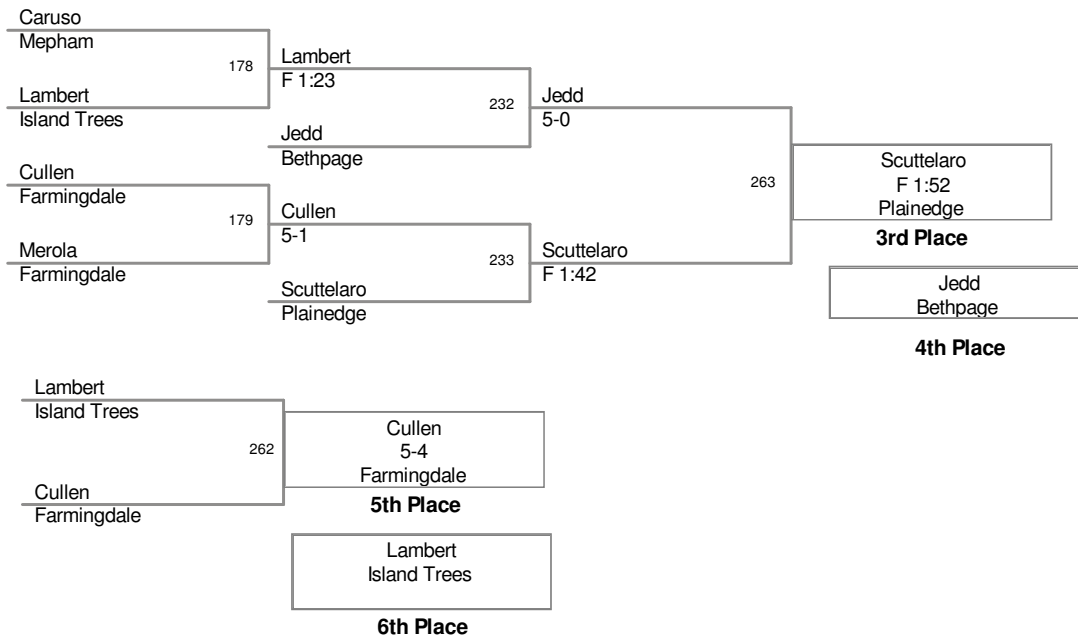 Caruso
Mepham
178
Lambert
F 1:23
Lambert
Island Trees
232
Jedd
5-0
Jedd
Bethpage
Cullen
Farmingdale
263
Scuttelaro
F 1:52
Plainedge
3rd Place
179
Cullen
5-1
Merola
Farmingdale
233
Scuttelaro
F 1:42
Scuttelaro
Plainedge
Jedd
Bethpage
4th Place
Lambert
Island Trees
262
Cullen
5-4
Farmingdale
5th Place
Cullen
Farmingdale
Lambert
Island Trees
6th Place